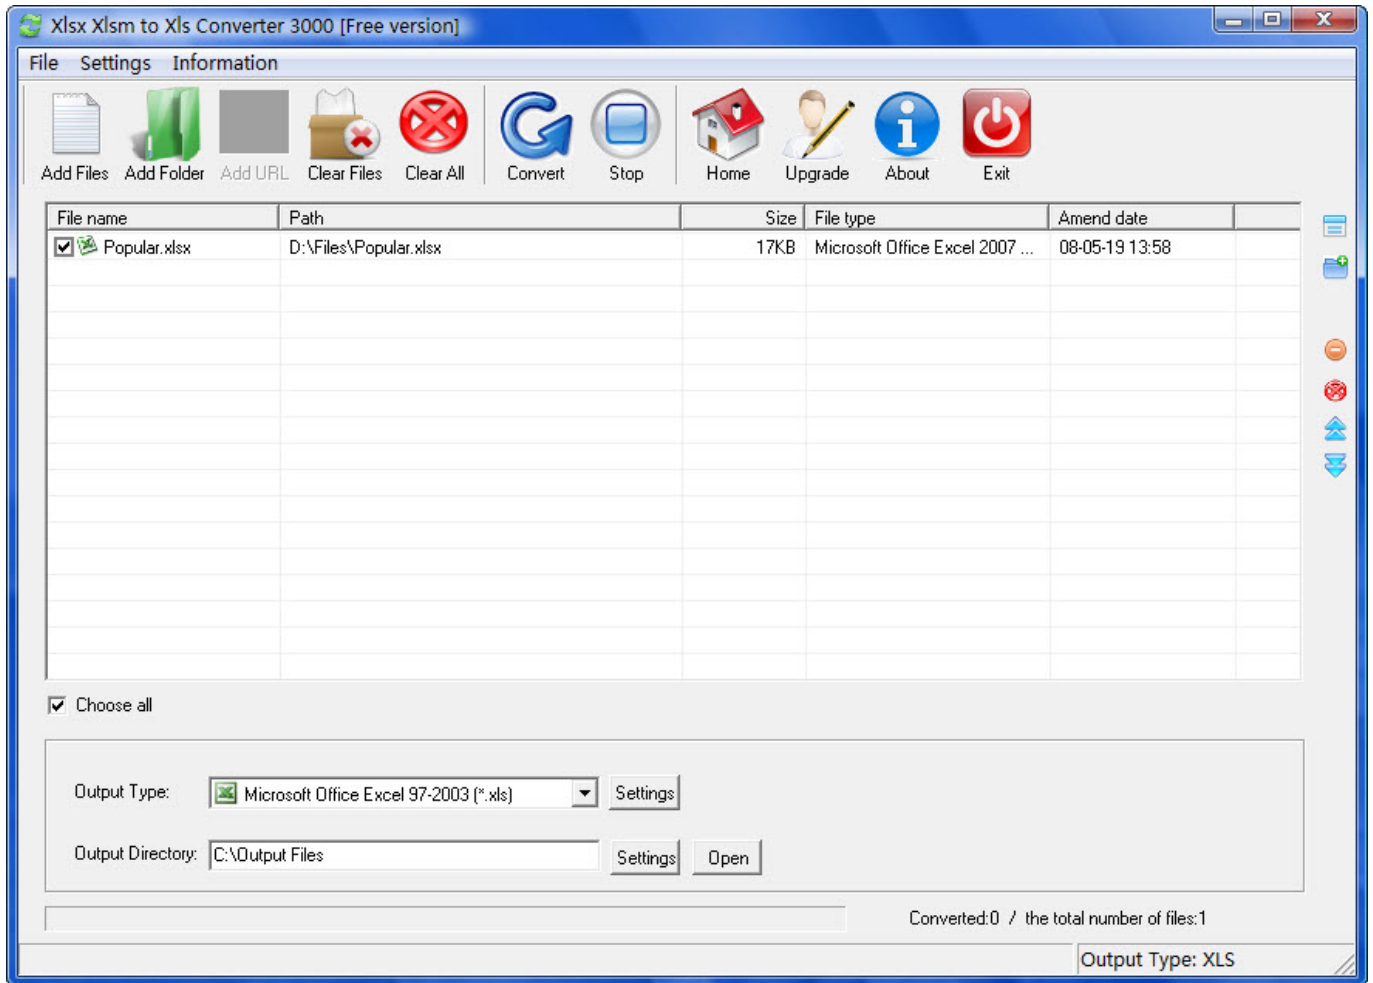 Xlsx Xlsm to Xls Converter 3000 [Free version]
File Settings Information
Add Files Add Folder Add URL Clear Files Clear All Convert Stop Home Upgrade About Exit
File name Path Size File type Amend date
Popular.xlsx D:\Files\Popular.xlsx 17KB Microsoft Office Excel 2007 ... 08-05-19 13:58
Choose all
Output Type: Microsoft Office Excel 97-2003 (*.xls) Settings
Output Directory: C:\Output Files Settings Open
Converted:0 / the total number of files:1
Output Type: XLS